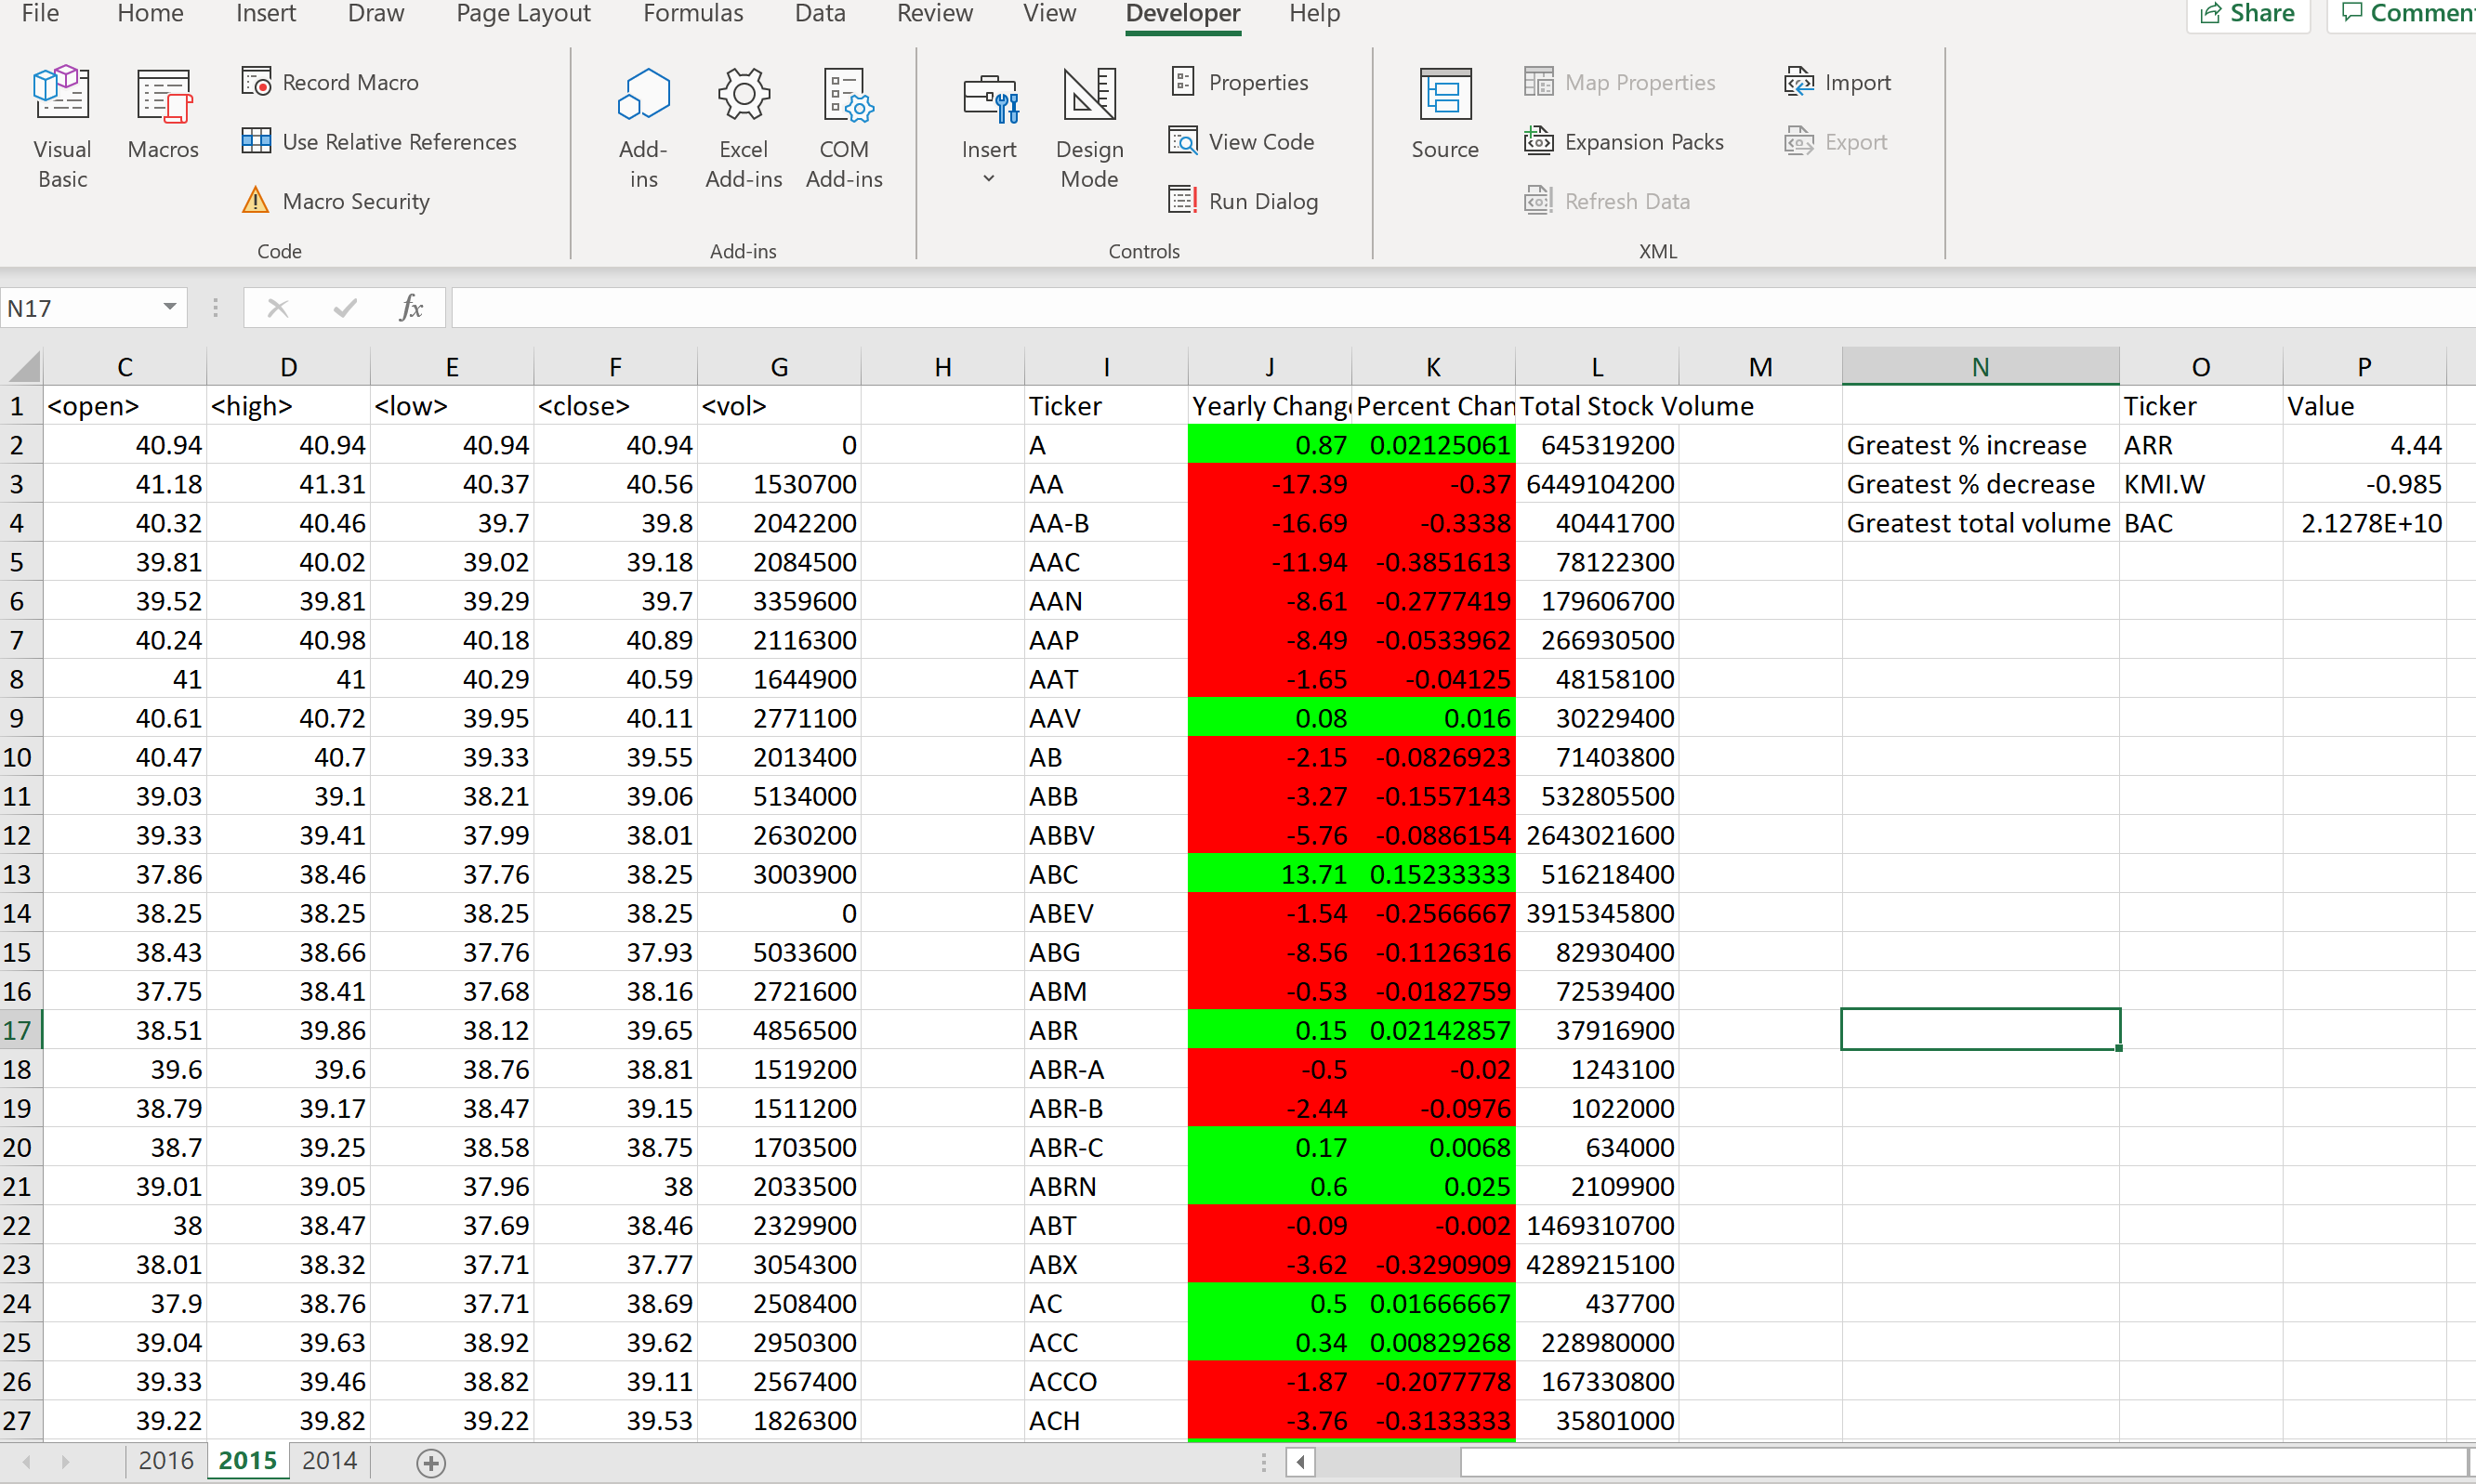 File Home Insert Draw Page Layout Formulas Data Review View Developer Help Share Commen
Visual Basic Macros Record Macro Use Relative References Macro Security Code
Add-ins Excel Add-ins COM Add-ins Add-ins
Insert Design Mode Properties View Code Run Dialog Controls
Source Map Properties Expansion Packs Refresh Data Import Export XML
N17 fx
C D E F G H I J K L M N O P
1 <open> <high> <low> <close> <vol> Ticker Yearly Chang Percent Chan Total Stock Volume Ticker Value
2 40.94 40.94 40.94 40.94 0 A 0.87 0.02125061 645319200 Greatest % increase ARR 4.44
3 41.18 41.31 40.37 40.56 1530700 AA -17.39 -0.37 6449104200 Greatest % decrease KMI.W -0.985
4 40.32 40.46 39.7 39.8 2042200 AA-B -16.69 -0.3338 40441700 Greatest total volume BAC 2.1278E+10
5 39.81 40.02 39.02 39.18 2084500 AAC -11.94 -0.3851613 78122300
6 39.52 39.81 39.29 39.7 3359600 AAN -8.61 -0.2777419 179606700
7 40.24 40.98 40.18 40.89 2116300 AAP -8.49 -0.0533962 266930500
8 41 41 40.29 40.59 1644900 AAT -1.65 -0.04125 48158100
9 40.61 40.72 39.95 40.11 2771100 AAV 0.08 0.016 30229400
10 40.47 40.7 39.33 39.55 2013400 AB -2.15 -0.0826923 71403800
11 39.03 39.1 38.21 39.06 5134000 ABB -3.27 -0.1557143 532805500
12 39.33 39.41 37.99 38.01 2630200 ABBV -5.76 -0.0886154 2643021600
13 37.86 38.46 37.76 38.25 3003900 ABC 13.71 0.15233333 516218400
14 38.25 38.25 38.25 38.25 0 ABEV -1.54 -0.2566667 3915345800
15 38.43 38.66 37.76 37.93 5033600 ABG -8.56 -0.1126316 82930400
16 37.75 38.41 37.68 38.16 2721600 ABM -0.53 -0.0182759 72539400
17 38.51 39.86 38.12 39.65 4856500 ABR 0.15 0.02142857 37916900
18 39.6 39.6 38.76 38.81 1519200 ABR-A -0.5 -0.02 1243100
19 38.79 39.17 38.47 39.15 1511200 ABR-B -2.44 -0.0976 1022000
20 38.7 39.25 38.58 38.75 1703500 ABR-C 0.17 0.0068 634000
21 39.01 39.05 37.96 38 2033500 ABRN 0.6 0.025 2109900
22 38 38.47 37.69 38.46 2329900 ABT -0.09 -0.002 1469310700
23 38.01 38.32 37.71 37.77 3054300 ABX -3.62 -0.3290909 4289215100
24 37.9 38.76 37.71 38.69 2508400 AC 0.5 0.01666667 437700
25 39.04 39.63 38.92 39.62 2950300 ACC 0.34 0.00829268 228980000
26 39.33 39.46 38.82 39.11 2567400 ACCO -1.87 -0.2077778 167330800
27 39.22 39.82 39.22 39.53 1826300 ACH -3.76 -0.3133333 35801000
2016 2015 2014